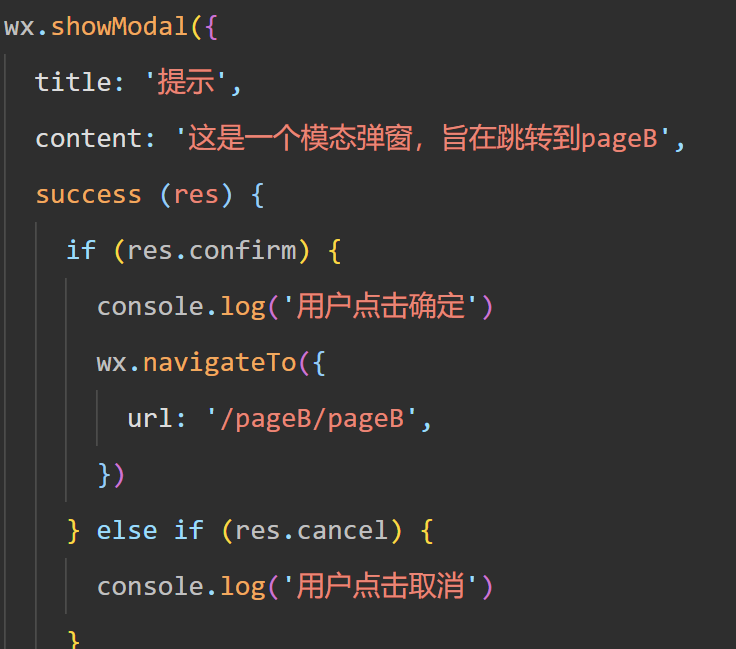 wx.showModal({
title: '提示',
content: '这是一个模态弹窗，旨在跳转到pageB',
success (res) {
if (res.confirm) {
console.log('用户点击确定')
wx.navigateTo({
url: '/pageB/pageB',
})
} else if (res.cancel) {
console.log('用户点击取消')
}